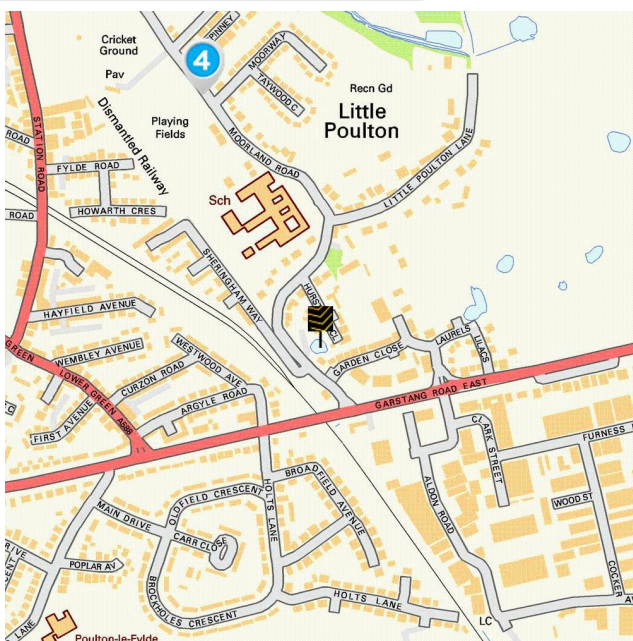 Cricket
Ground
Pav
4
PINNEY
MOORWAY
TAYWOOD C
Recn Gd
Little
Poulton
Playing
Fields
Dismantled Railway
MOORLAND ROAD
LITTLE POULTON LANE
STATION ROAD
ROAD
FYLDE ROAD
HOWARTH CRES
ROAD
Sch
SHERINGHAM WAY
HAYFIELD AVENUE
GREEN
WEMBLEY AVENUE
LOWER GREEN A588
CURZON ROAD
WESTWOOD AVE
ARGYLE ROAD
FIRST AVENUE
GARDEN CLOSE
LAURELS
LILACS
GARSTANG ROAD EAST
CLARK STREET
FURNESS
ALDON ROAD
WOOD ST
COCKER AV
BROADFIELD AVENUE
HOLTS LANE
OLDFIELD CRESCENT
MAIN DRIVE
CARR CLOSE
POPLAR AV
BROCKHOLES CRESCENT
HOLTS LANE
LANE
LC
Poulton-le-Fylde